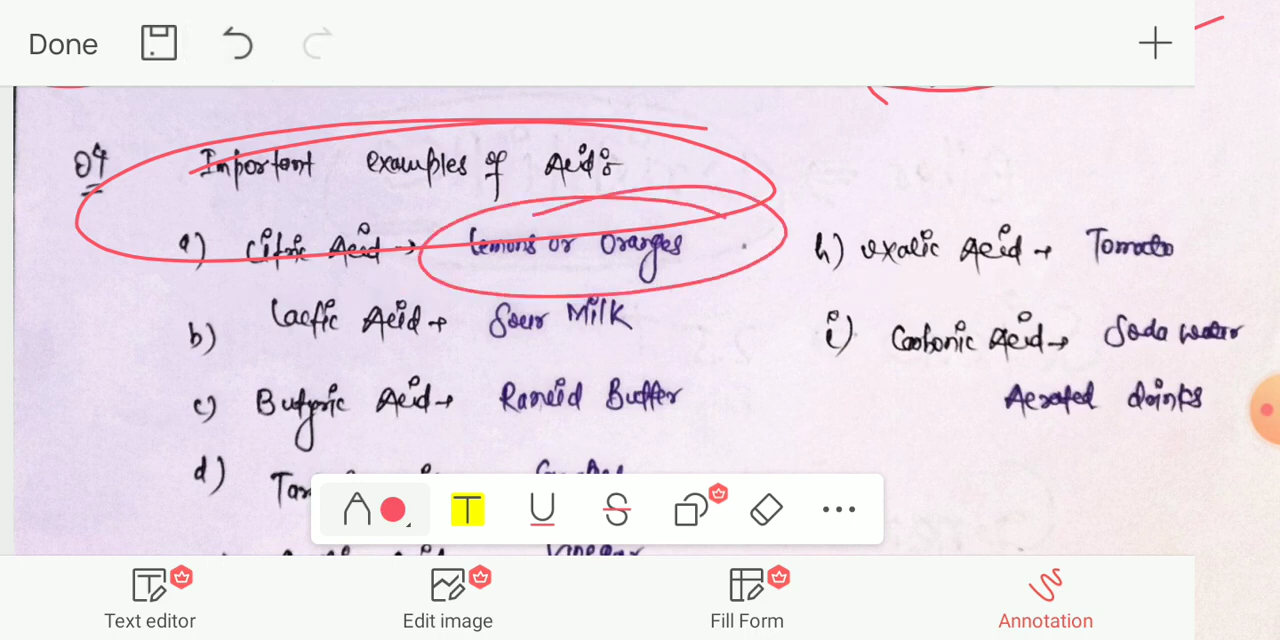 Done
04
Important examples of Acids
a) Citric Acid → Lemons or Oranges
b) Lactic Acid → Sour Milk
c) Butyric Acid → Rancid Butter
d)
Vinegar
h) Oxalic Acid → Tomato
i) Carbonic Acid → Soda water
Aerated drinks
T
U
S
Text editor
Edit image
Fill Form
Annotation